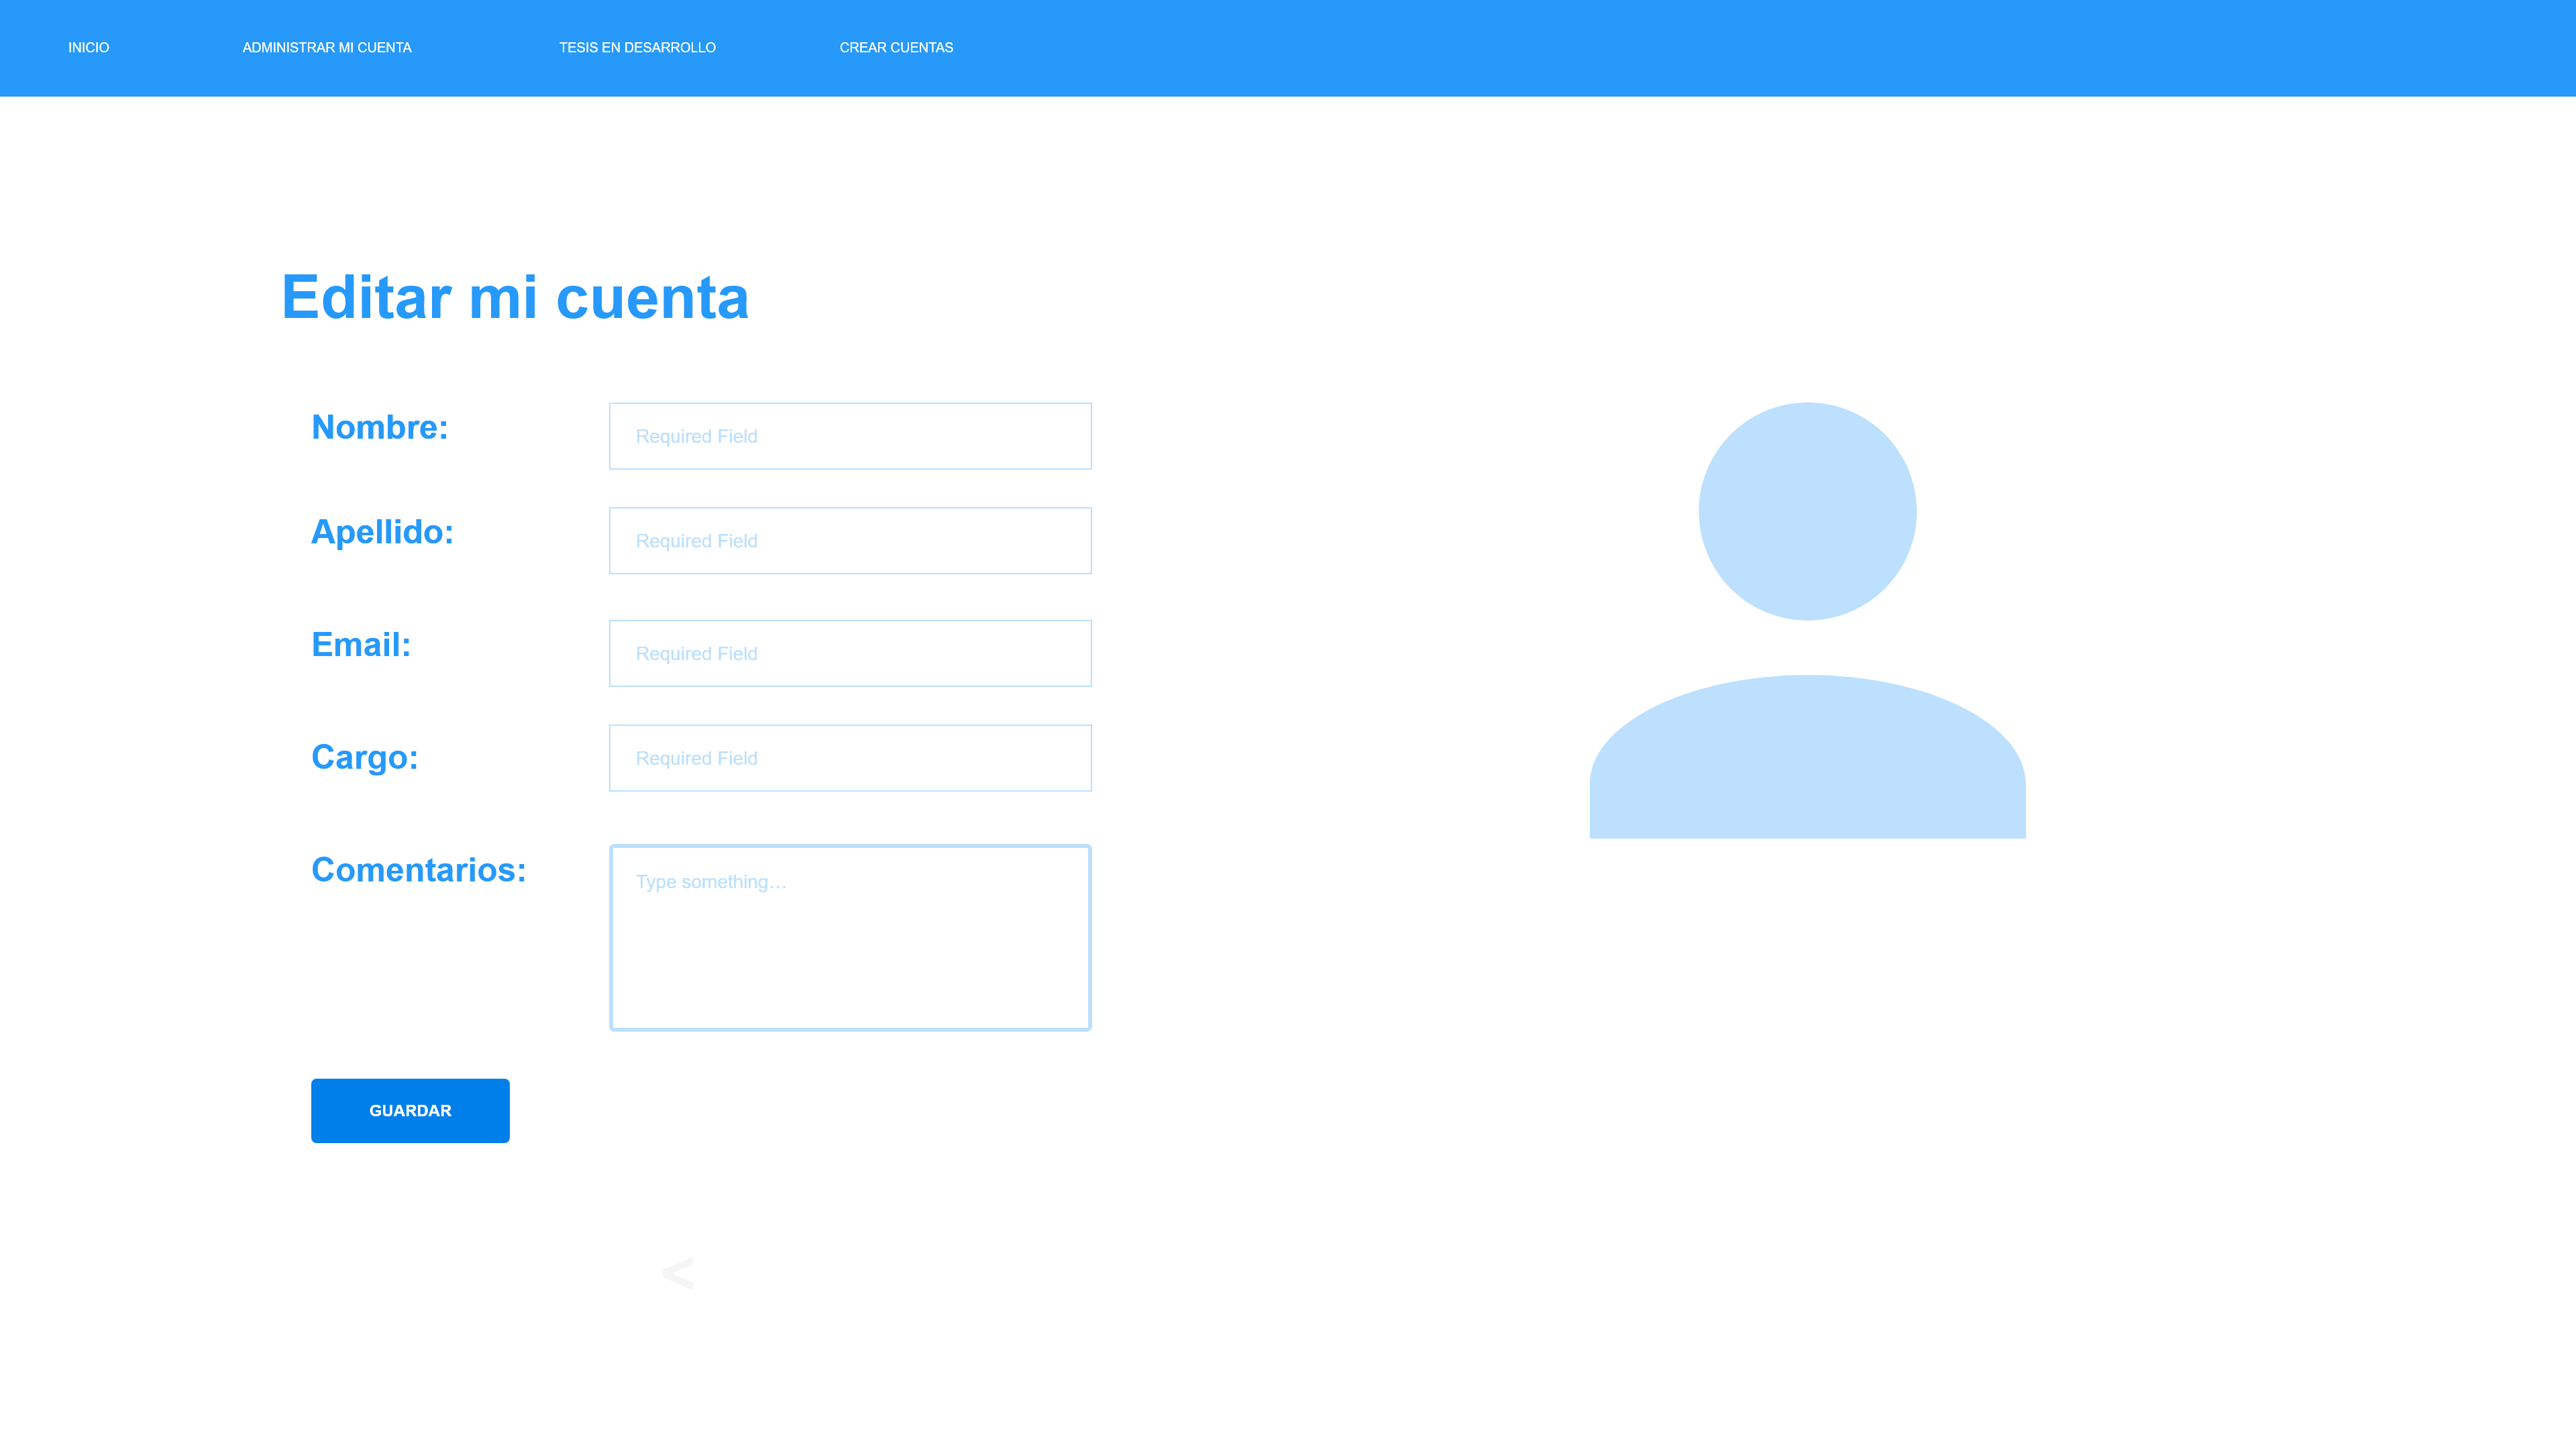 INICIO ADMINISTRAR MI CUENTA TESIS EN DESARROLLO CREAR CUENTAS
Editar mi cuenta
Nombre: Required Field
Apellido: Required Field
Email: Required Field
Cargo: Required Field
Comentarios: Type something...
GUARDAR
<